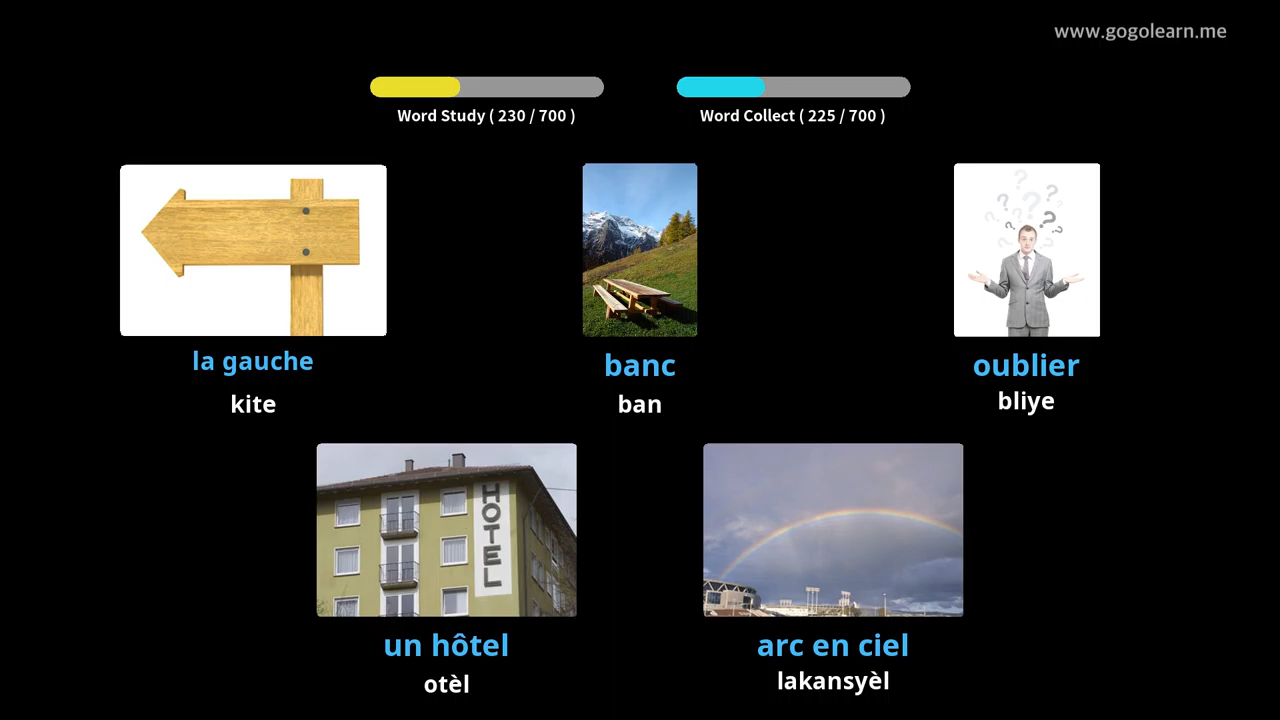 www.gogolearn.me
Word Study ( 230 / 700 )
Word Collect ( 225 / 700 )
la gauche
kite
banc
ban
oublier
bliye
HOTEL
un hôtel
otèl
arc en ciel
lakansyèl